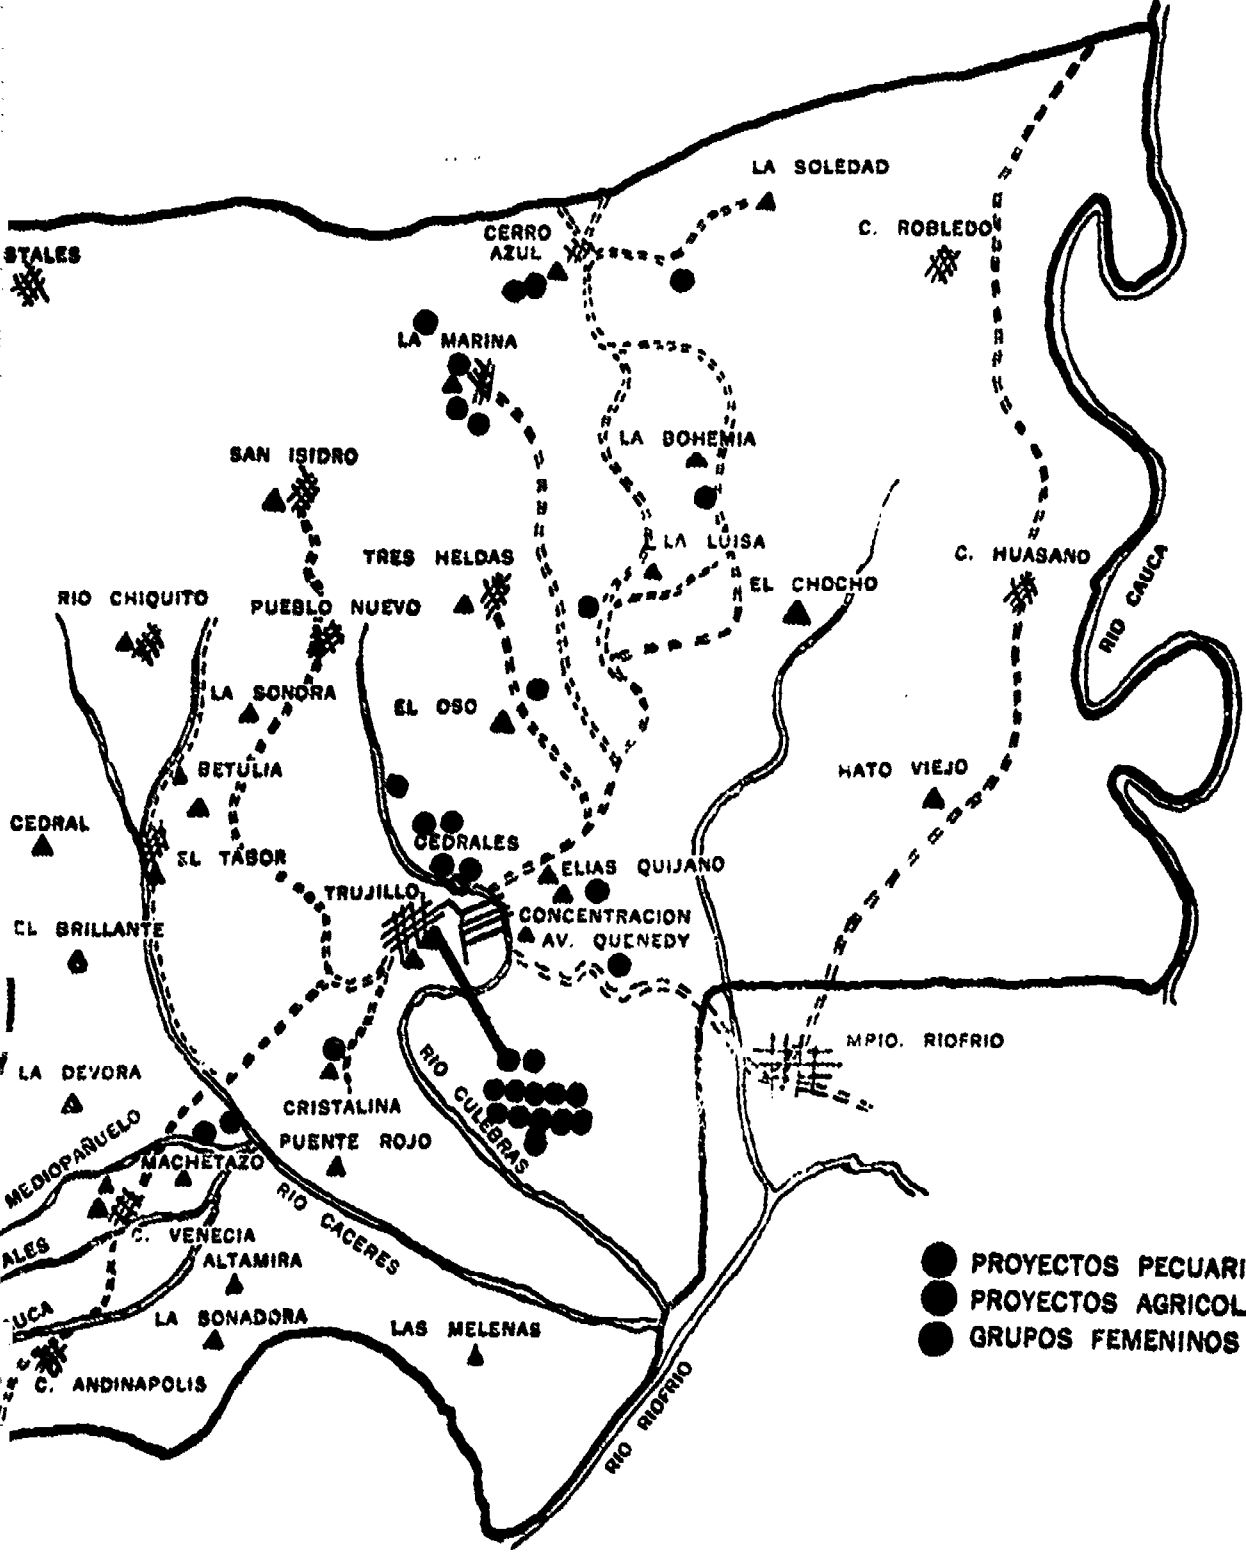 LA SOLEDAD
C. ROBLEDO
CERRO
AZUL
STALES
LA MARINA
LA BOHEMIA
SAN ISIDRO
LA LUISA
TRES HELDAS
C. HUASANO
EL CHOCHO
RIO CAUCA
RIO CHIQUITO
PUEBLO NUEVO
LA SONORA
EL OSO
BETULIA
HATO VIEJO
CEDRAL
CEDRALES
EL TABOR
ELIAS QUIJANO
TRUJILLO
CONCENTRACION
AV. QUENEDY
EL BRILLANTE
MPIO. RIOFRIO
LA DEVORA
RIO CULEBRAS
CRISTALINA
MEDIOPAÑUELO
PUENTE ROJO
MACHETAZO
RIO CACERES
C. VENECIA
ALES
ALTAMIRA
PROYECTOS PECUARI
PROYECTOS AGRICOL
GRUPOS FEMENINOS
UCA
LA SONADORA
LAS MELENAS
C. ANDINAPOLIS
RIO RIOFRIO